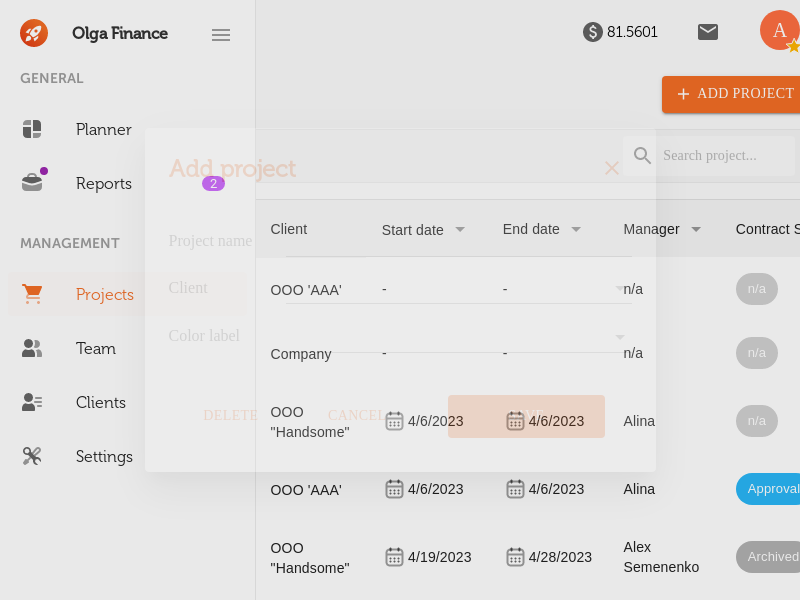 Olga Finance
81.5601
A
GENERAL
ADD PROJECT
Planner
Add project
Search project...
Reports
2
Client
Start date
End date
Manager
Contract S
MANAGEMENT
Project name
Projects
Client
OOO 'AAA'
-
-
n/a
n/a
Color label
Team
Company
-
-
n/a
n/a
Clients
DELETE
CANCEL
OOO
"Handsome"
4/6/2023
4/6/2023
Alina
n/a
Settings
OOO 'AAA'
4/6/2023
4/6/2023
Alina
Approval
OOO
"Handsome"
4/19/2023
4/28/2023
Alex
Semenenko
Archived